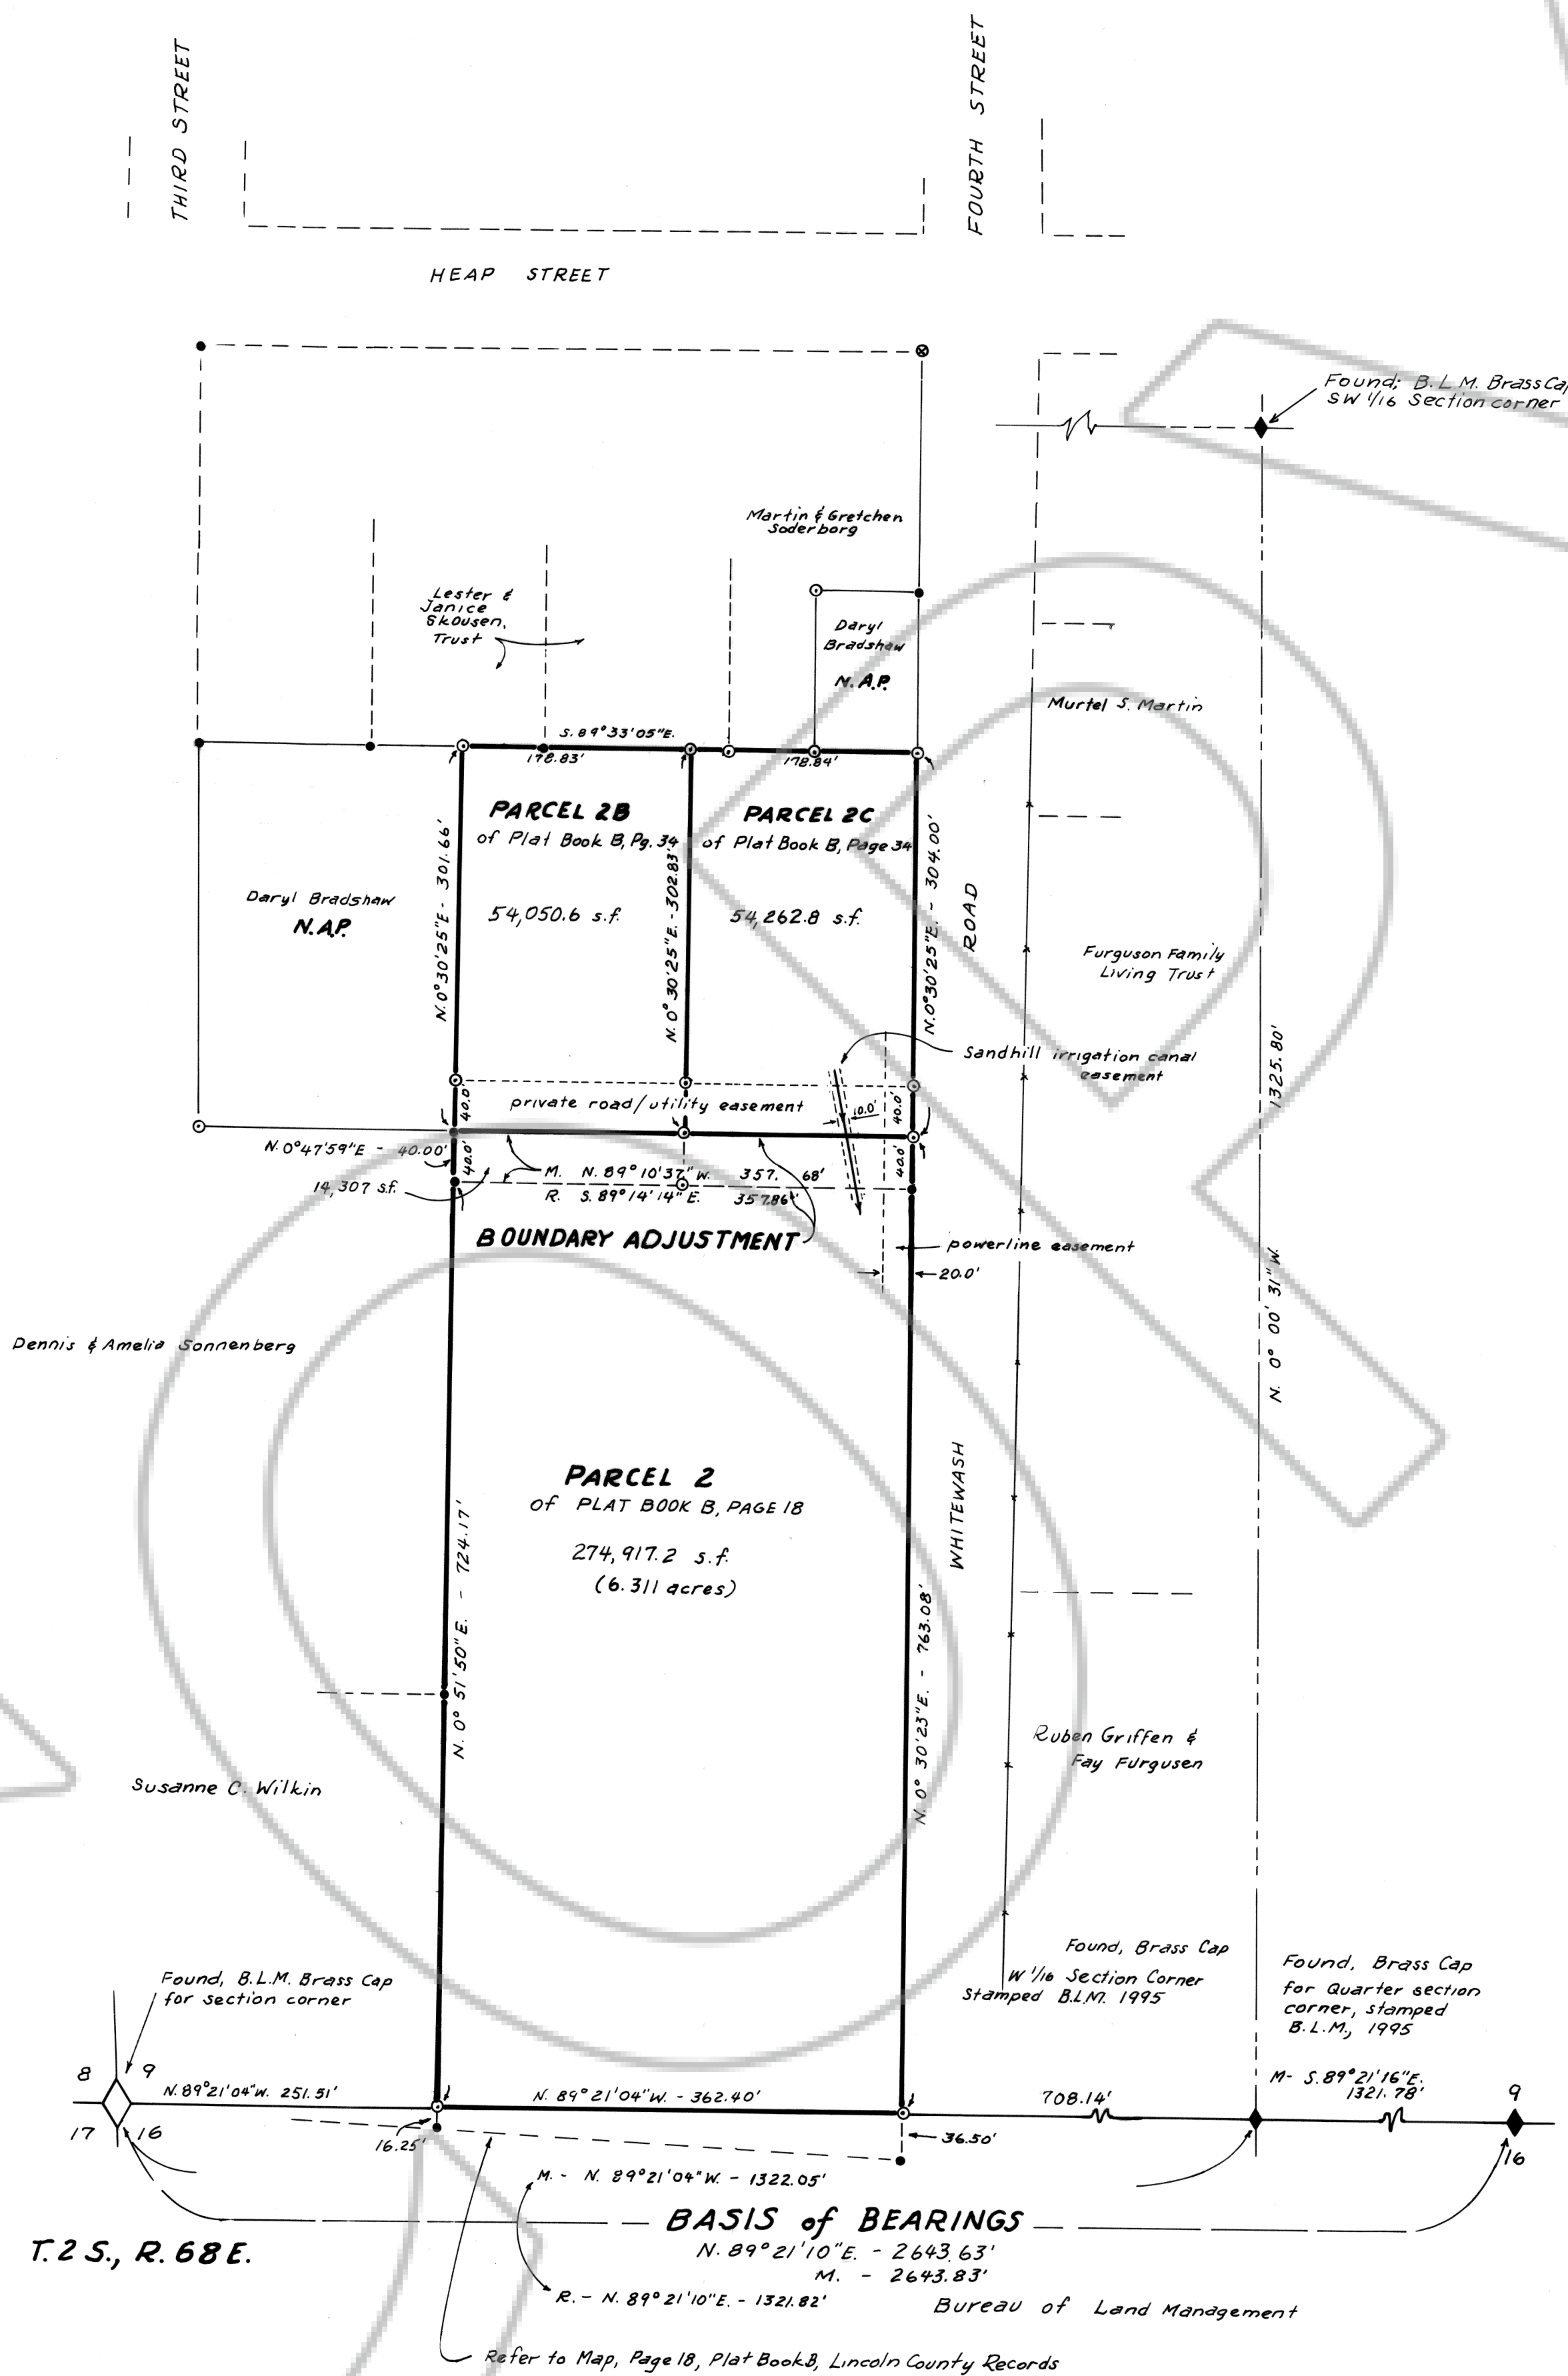 THIRD STREET
FOURTH STREET
HEAP STREET
Found; B.L.M. Brass Ca
SW 1/16 Section corner
Martin & Gretchen
Soderborg
Lester &
Janice
Skousen,
Trust
Daryl
Bradshaw
N.A.P.
Murtel S. Martin
S. 89°33'05"E.
178.83'
178.84'
PARCEL 2B
of Plat Book B, Pg. 34
54,050.6 s.f.
PARCEL 2C
of Plat Book B, Page 34
54,262.8 s.f.
N. 0°30'25"E - 301.66'
N. 0° 30'25"E. - 302.83'
N. 0°30'25"E. - 304.00'
ROAD
Daryl Bradshaw
N.A.P.
Furguson Family
Living Trust
1325.80'
N. 0° 00' 31" W.
Sandhill irrigation canal
easement
private road/utility easement
40.0'
10.0'
40.0'
N. 0°47'59"E - 40.00'
40.0'
40.0'
14,307 s.f.
M. N. 89°10'37" W. 357. 68'
R. S. 89°14'14" E. 357.86'
BOUNDARY ADJUSTMENT
powerline easement
20.0'
Dennis & Amelia Sonnenberg
PARCEL 2
of PLAT BOOK B, PAGE 18
274,917.2 s.f.
(6.311 acres)
N. 0° 51'50"E. - 724.17'
N. 0° 30'23"E. - 763.08'
WHITEWASH
Ruben Griffen &
Fay Furgusen
Susanne C. Wilkin
Found, B.L.M. Brass Cap
for section corner
Found, Brass Cap
W 1/16 Section Corner
Stamped B.L.M. 1995
Found, Brass Cap
for Quarter section
corner, stamped
B.L.M., 1995
8 9
17 16
N. 89°21'04"W. 251.51'
N. 89°21'04"W. - 362.40'
708.14'
M- S. 89°21'16"E.
1321.78'
9
16
16.25'
36.50'
M. - N. 89°21'04"W. - 1322.05'
BASIS of BEARINGS
N. 89°21'10"E. - 2643.63'
M. - 2643.83'
R. - N. 89°21'10"E. - 1321.82'
Bureau of Land Management
T. 2 S., R. 68 E.
Refer to Map, Page 18, Plat Book B, Lincoln County Records